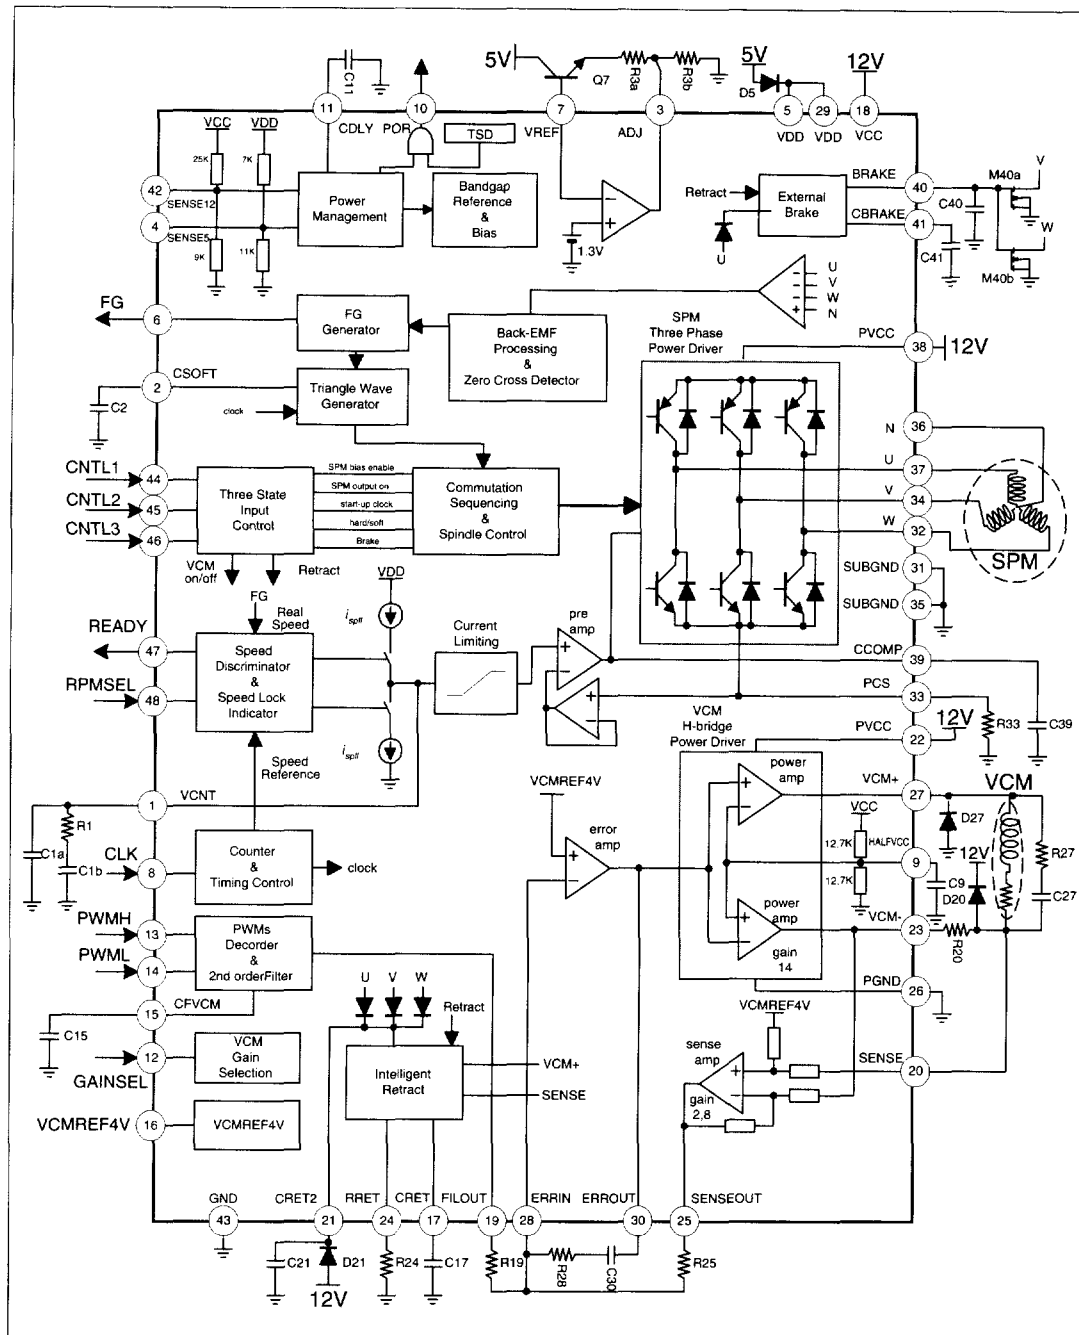 5V
Q7
R3a
R3b
5V
D5
12V
C11
11
10
7
3
5
29
18
CDLY
POR
VREF
ADJ
VDD
VDD
VCC
VCC
VDD
TSD
25K
7K
42
SENSE12
4
SENSE5
9K
11K
Power
Management
Bandgap
Reference
&
Bias
1.3V
Retract
External
Brake
U
BRAKE
40
CBRAKE
41
C40
C41
M40a
V
W
M40b
FG
6
FG
Generator
Back-EMF
Processing
&
Zero Cross Detector
U
V
W
N
SPM
Three Phase
Power Driver
PVCC
38
12V
2
CSOFT
C2
clock
Triangle Wave
Generator
CNTL1
44
CNTL2
45
CNTL3
46
Three State
Input
Control
SPM bias enable
SPM output on
start-up clock
hard/soft
Brake
Commutation
Sequencing
&
Spindle Control
N
36
U
37
V
34
W
32
SPM
SUBGND
31
SUBGND
35
VCM
on/off
Retract
FG
Real
Speed
VDD
ispff
ispff
READY
47
RPMSEL
48
Speed
Discriminator
&
Speed Lock
Indicator
Current
Limiting
pre
amp
CCOMP
39
PCS
33
R33
C39
Speed
Reference
VCM
H-bridge
Power Driver
PVCC
22
12V
1
VCNT
R1
C1a
C1b
CLK
8
Counter
&
Timing Control
clock
VCMREF4V
error
amp
power
amp
power
amp
gain
14
VCC
12.7K
HALFVCC
12.7K
VCM+
27
D27
9
C9
12V
D20
VCM
R27
C27
VCM-
23
R20
PGND
26
PWMH
13
PWML
14
PWMs
Decorder
&
2nd orderFilter
CFVCM
15
C15
12
GAINSEL
VCM
Gain
Selection
VCMREF4V
16
VCMREF4V
U
V
W
Retract
Intelligent
Retract
VCM+
SENSE
VCMREF4V
sense
amp
gain
2,8
SENSE
20
GND
43
CRET2
21
RRET
24
CRET
17
FILOUT
19
ERRIN
28
ERROUT
30
SENSEOUT
25
C21
D21
12V
R24
C17
R19
R28
C30
R25